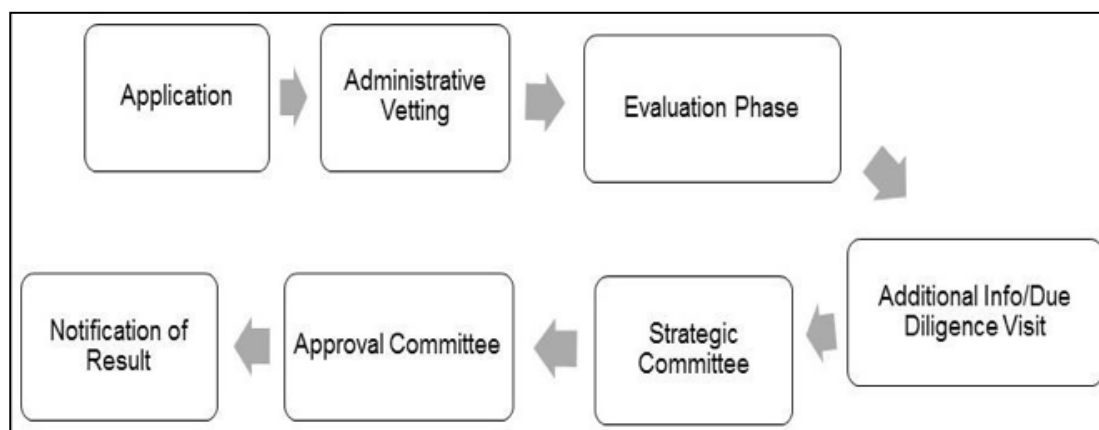 Application
Administrative
Vetting
Evaluation Phase
Additional Info/Due
Diligence Visit
Strategic
Committee
Approval Committee
Notification of
Result